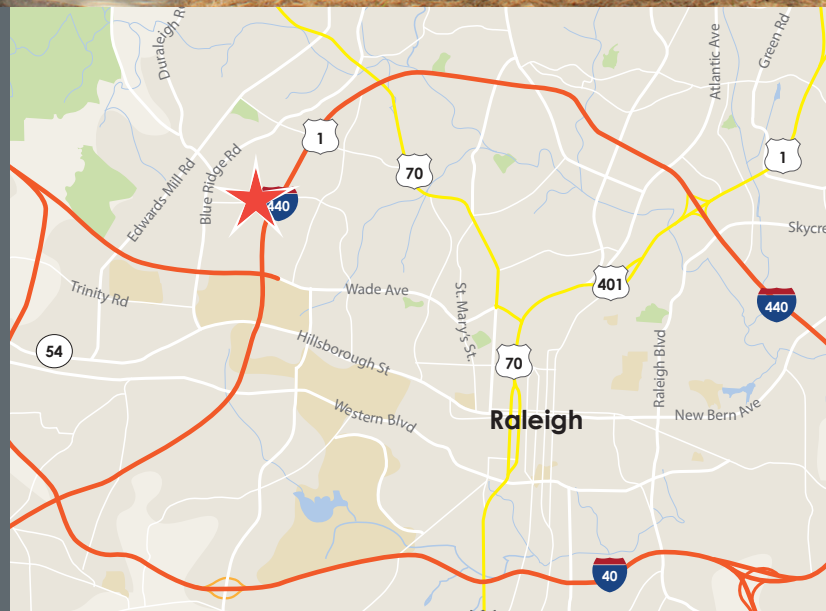 Duraleigh R
Atlantic Ave
Green Rd
1
70
1
Edwards Mill Rd
Blue Ridge Rd
440
Skycre
Trinity Rd
Wade Ave
St. Mary's St.
401
440
54
Hillsborough St
70
Raleigh Blvd
Western Blvd
Raleigh
New Bern Ave
40